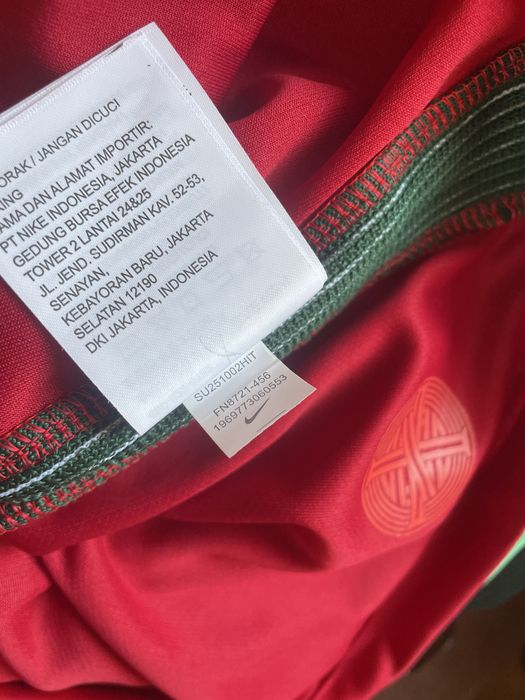 ORAK / JANGAN DICUCI
ING
AMA DAN ALAMAT IMPORTIR:
PT NIKE INDONESIA, JAKARTA
GEDUNG BURSA EFEK INDONESIA
TOWER 2 LANTAI 24&25
JL. JEND. SUDIRMAN KAV. 52-53,
SENAYAN,
KEBAYORAN BARU, JAKARTA
SELATAN 12190
DKI JAKARTA, INDONESIA
SU251002HIT
FN8721-456
1969773060553